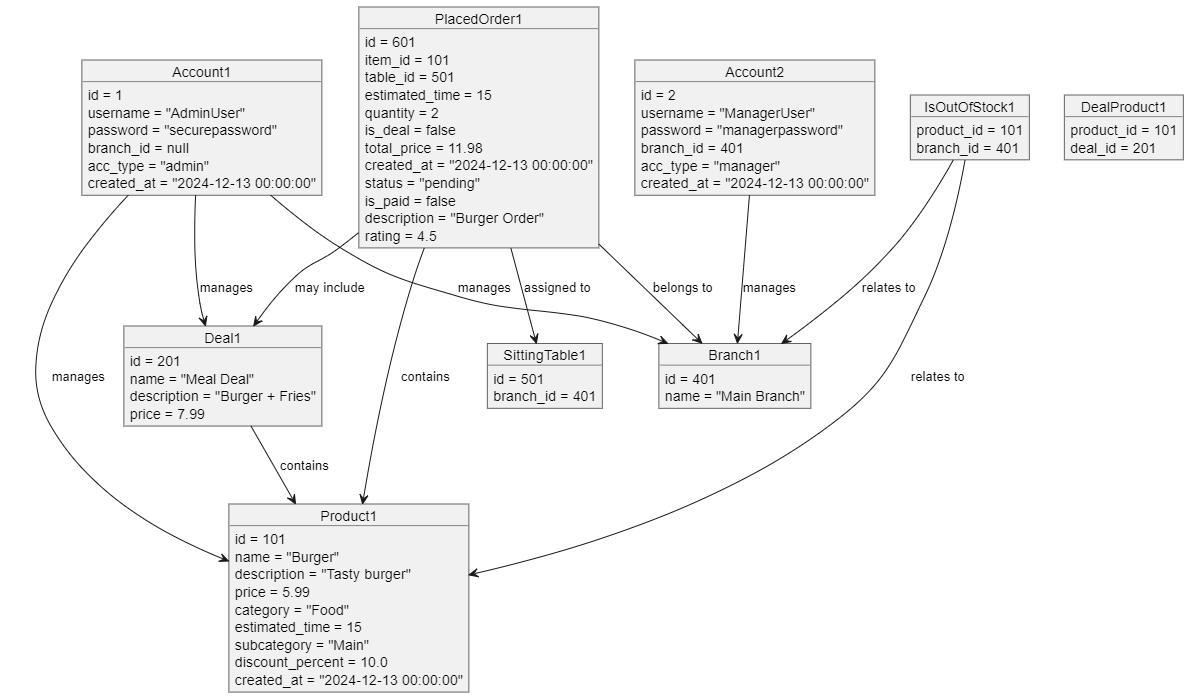 PlacedOrder1
id = 601
item_id = 101
table_id = 501
estimated_time = 15
quantity = 2
is_deal = false
total_price = 11.98
created_at = "2024-12-13 00:00:00"
status = "pending"
is_paid = false
description = "Burger Order"
rating = 4.5
Account1
id = 1
username = "AdminUser"
password = "securepassword"
branch_id = null
acc_type = "admin"
created_at = "2024-12-13 00:00:00"
Account2
id = 2
username = "ManagerUser"
password = "managerpassword"
branch_id = 401
acc_type = "manager"
created_at = "2024-12-13 00:00:00"
IsOutOfStock1
product_id = 101
branch_id = 401
DealProduct1
product_id = 101
deal_id = 201
manages
may include
manages
assigned to
belongs to
manages
relates to
Deal1
id = 201
name = "Meal Deal"
description = "Burger + Fries"
price = 7.99
SittingTable1
id = 501
branch_id = 401
Branch1
id = 401
name = "Main Branch"
manages
contains
relates to
contains
Product1
id = 101
name = "Burger"
description = "Tasty burger"
price = 5.99
category = "Food"
estimated_time = 15
subcategory = "Main"
discount_percent = 10.0
created_at = "2024-12-13 00:00:00"